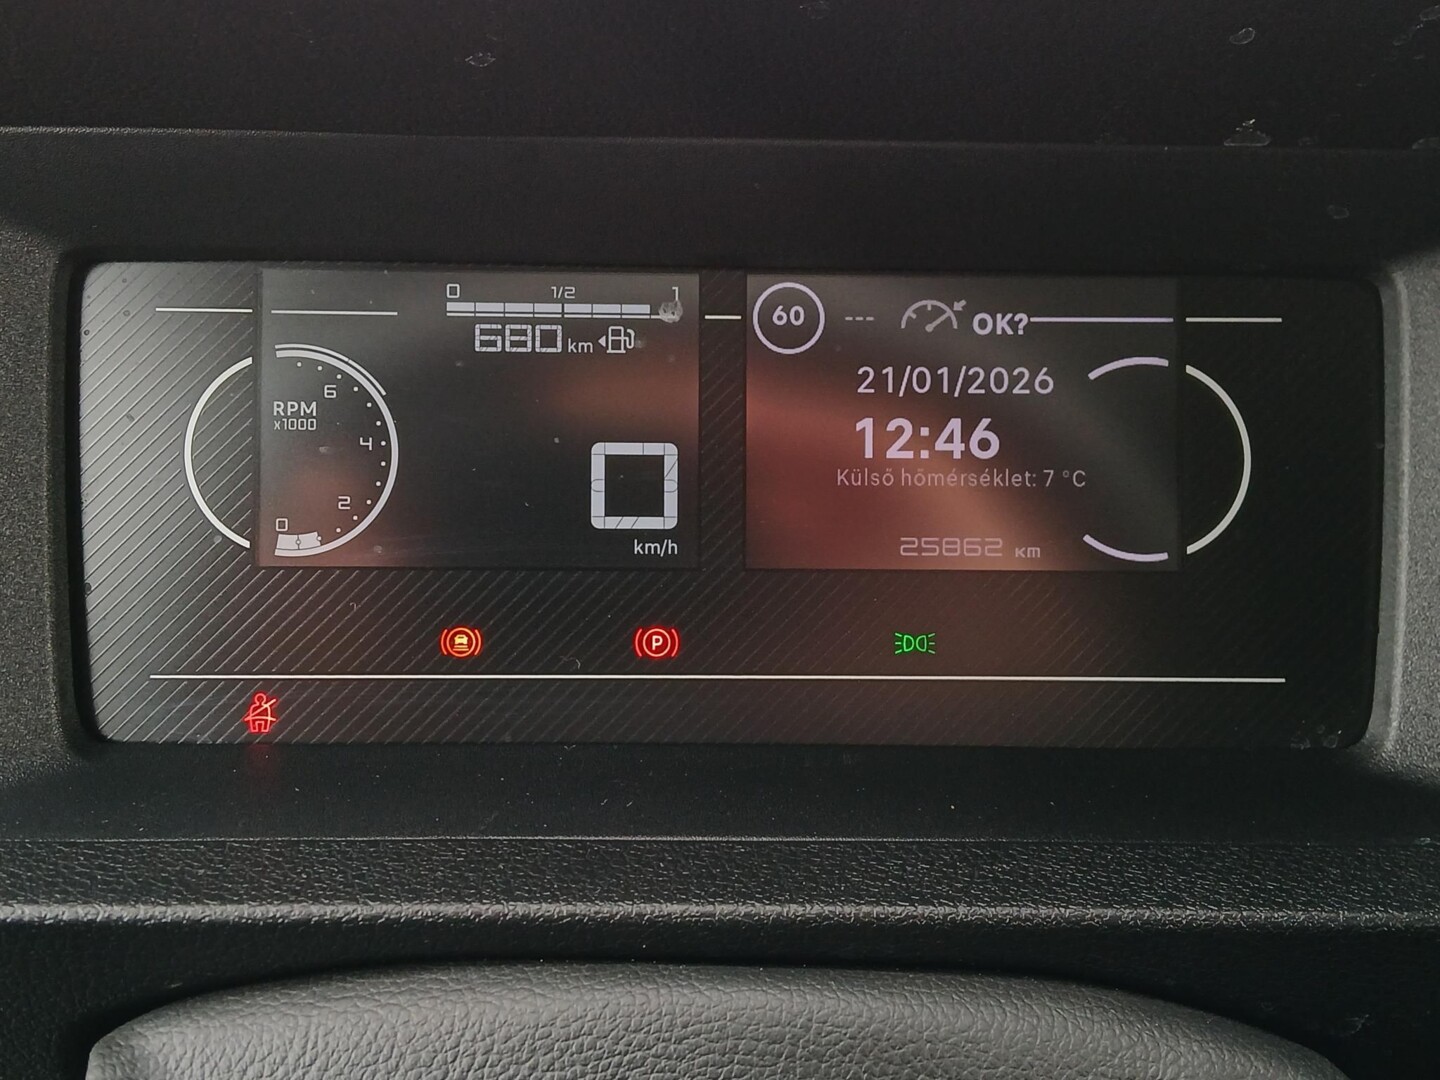 0 1/2 1
680 km
RPM
x1000
6
4
2
0
0
km/h
60 --- OK?
21/01/2026
12:46
Külső hőmérséklet: 7 °C
25862 KM
P